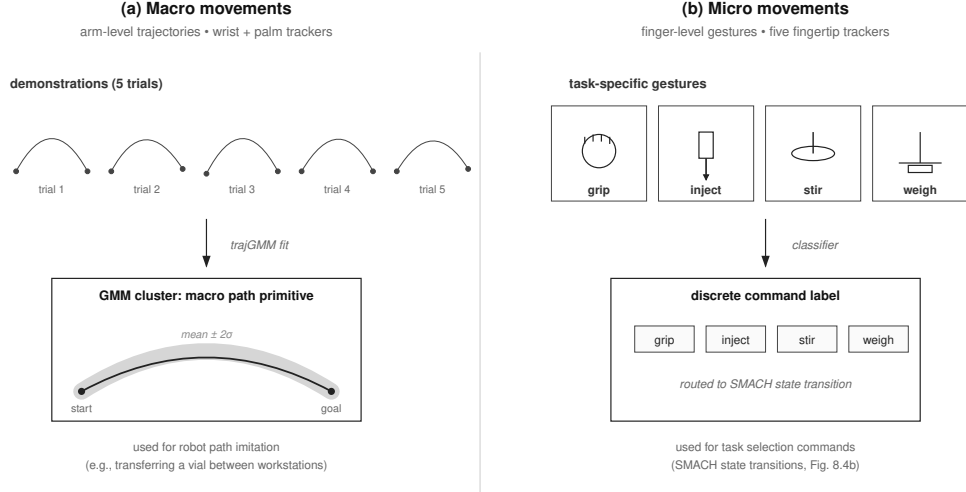 (a) Macro movements
arm-level trajectories • wrist + palm trackers
demonstrations (5 trials)
trial 1
trial 2
trial 3
trial 4
trial 5
trajGMM fit
GMM cluster: macro path primitive
mean ± 2σ
start
goal
used for robot path imitation
(e.g., transferring a vial between workstations)
(b) Micro movements
finger-level gestures • five fingertip trackers
task-specific gestures
grip
inject
stir
weigh
classifier
discrete command label
grip
inject
stir
weigh
routed to SMACH state transition
used for task selection commands
(SMACH state transitions, Fig. 8.4b)